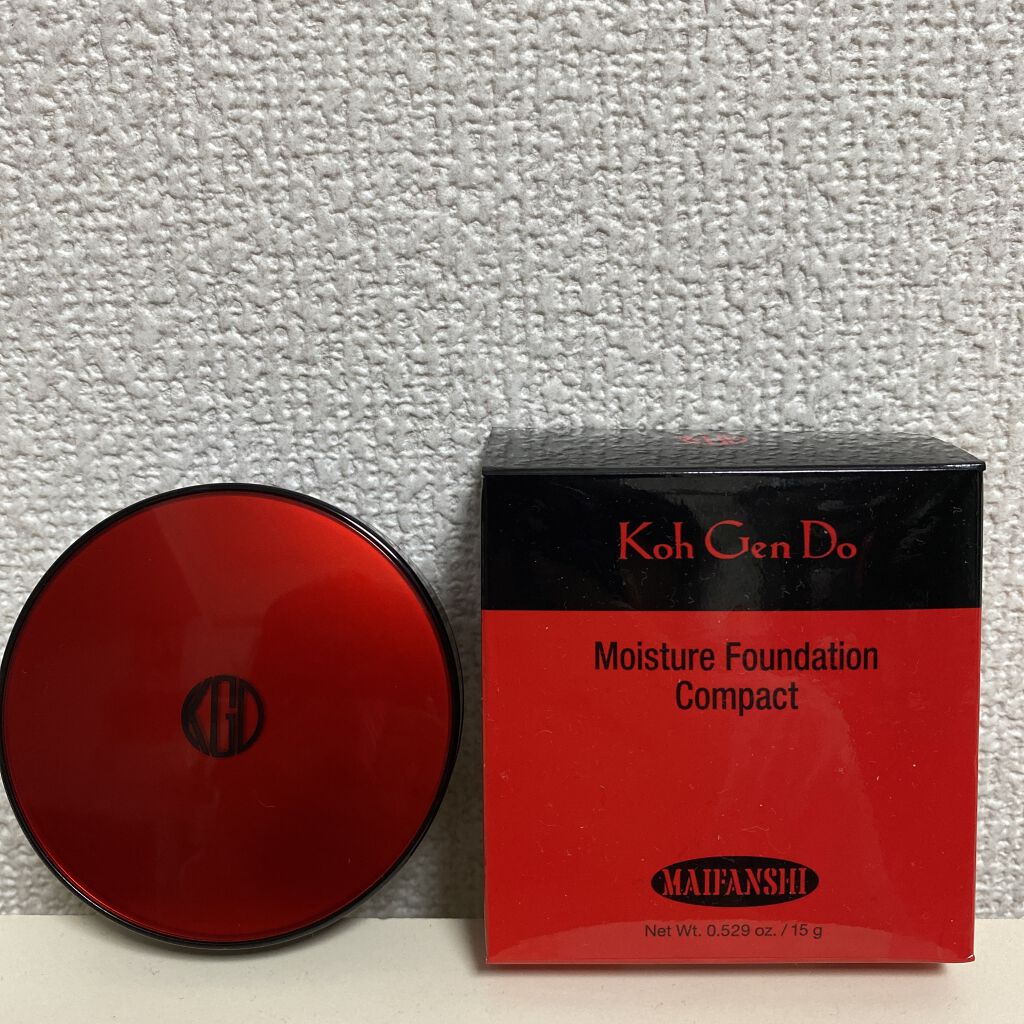 KGD
Koh Gen Do
Moisture Foundation
Compact
MAIFANSHI
Net Wt. 0.529 oz. / 15 g